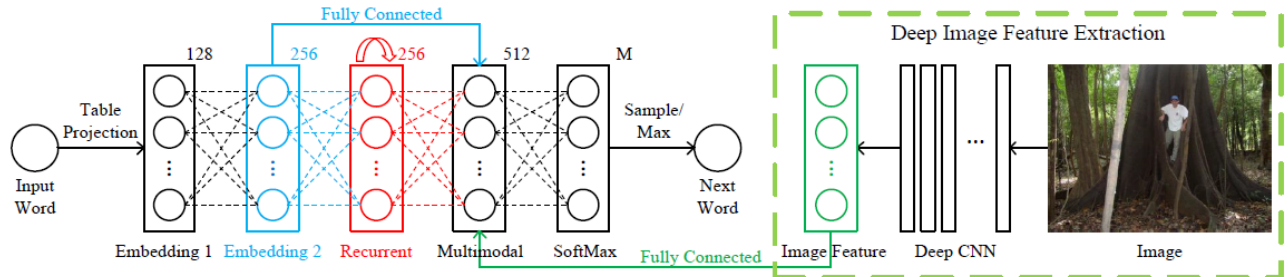 Fully Connected
Deep Image Feature Extraction
128
256
256
512
M
Table
Projection
Sample/
Max
...
Input
Word
Next
Word
Embedding 1
Embedding 2
Recurrent
Multimodal
SoftMax
Fully Connected
Image Feature
Deep CNN
Image